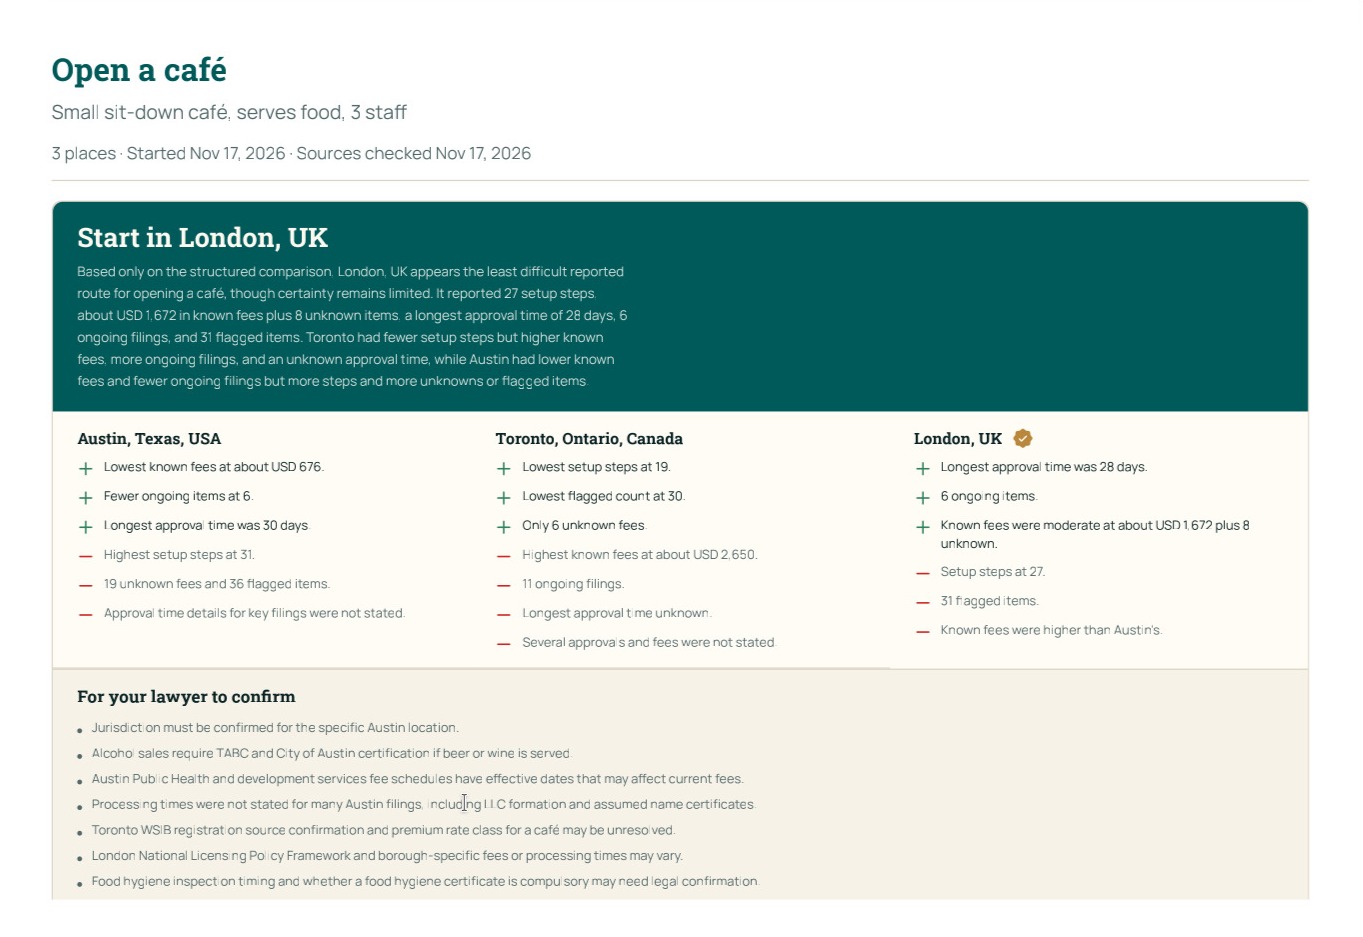 Open a café
Small sit-down café, serves food, 3 staff
3 places · Started Nov 17, 2026 · Sources checked Nov 17, 2026
Start in London, UK
Based only on the structured comparison, London, UK appears the least difficult reported
route for opening a café, though certainty remains limited. It reported 27 setup steps,
about USD 1,672 in known fees plus 8 unknown items, a longest approval time of 28 days, 6
ongoing filings, and 31 flagged items. Toronto had fewer setup steps but higher known
fees, more ongoing filings, and an unknown approval time, while Austin had lower known
fees and fewer ongoing filings but more steps and more unknowns or flagged items.
Austin, Texas, USA
+ Lowest known fees at about USD 676.
+ Fewer ongoing items at 6.
+ Longest approval time was 30 days.
— Highest setup steps at 31.
— 19 unknown fees and 36 flagged items.
— Approval time details for key filings were not stated.
Toronto, Ontario, Canada
+ Lowest setup steps at 19.
+ Lowest flagged count at 30.
+ Only 6 unknown fees.
— Highest known fees at about USD 2,650.
— 11 ongoing filings.
— Longest approval time unknown.
— Several approvals and fees were not stated.
London, UK
+ Longest approval time was 28 days.
+ 6 ongoing items.
+ Known fees were moderate at about USD 1,672 plus 8
unknown.
— Setup steps at 27.
— 31 flagged items.
— Known fees were higher than Austin's.
For your lawyer to confirm
• Jurisdiction must be confirmed for the specific Austin location.
• Alcohol sales require TABC and City of Austin certification if beer or wine is served.
• Austin Public Health and development services fee schedules have effective dates that may affect current fees.
• Processing times were not stated for many Austin filings, including LLC formation and assumed name certificates.
• Toronto WSIB registration source confirmation and premium rate class for a café may be unresolved.
• London National Licensing Policy Framework and borough-specific fees or processing times may vary.
• Food hygiene inspection timing and whether a food hygiene certificate is compulsory may need legal confirmation.